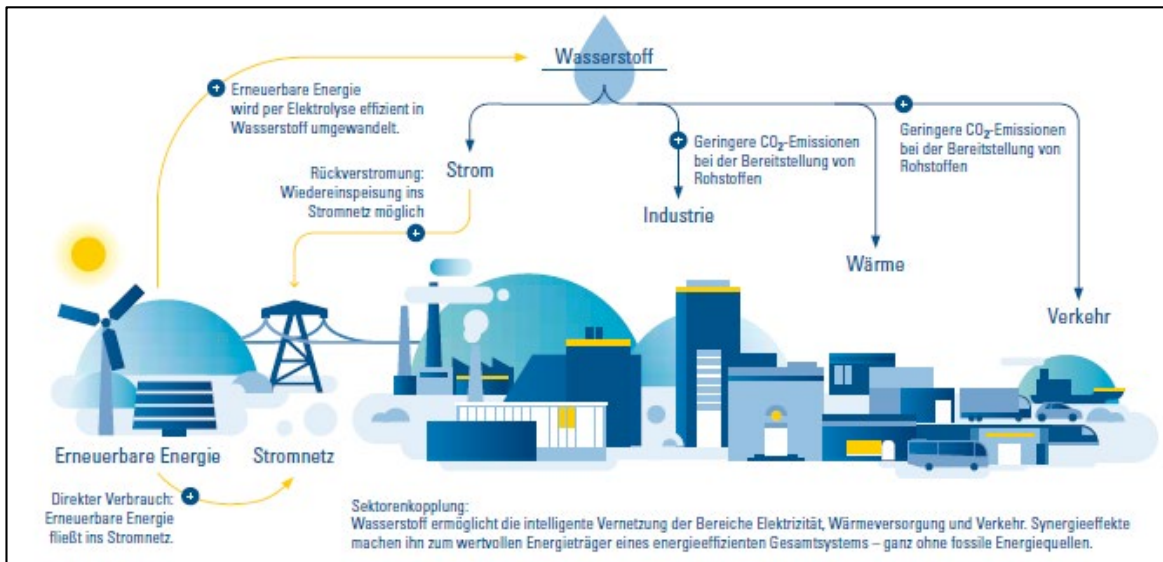 Wasserstoff
Erneuerbare Energie
wird per Elektrolyse effizient in
Wasserstoff umgewandelt.
Geringere CO₂-Emissionen
bei der Bereitstellung von
Rohstoffen
Geringere CO₂-Emissionen
bei der Bereitstellung von
Rohstoffen
Strom
Rückverstromung:
Wiedereinspeisung ins
Stromnetz möglich
Industrie
Wärme
Verkehr
Erneuerbare Energie
Stromnetz
Direkter Verbrauch:
Erneuerbare Energie
fließt ins Stromnetz.
Sektorenkopplung:
Wasserstoff ermöglicht die intelligente Vernetzung der Bereiche Elektrizität, Wärmeversorgung und Verkehr. Synergieeffekte
machen ihn zum wertvollen Energieträger eines energieeffizienten Gesamtsystems – ganz ohne fossile Energiequellen.